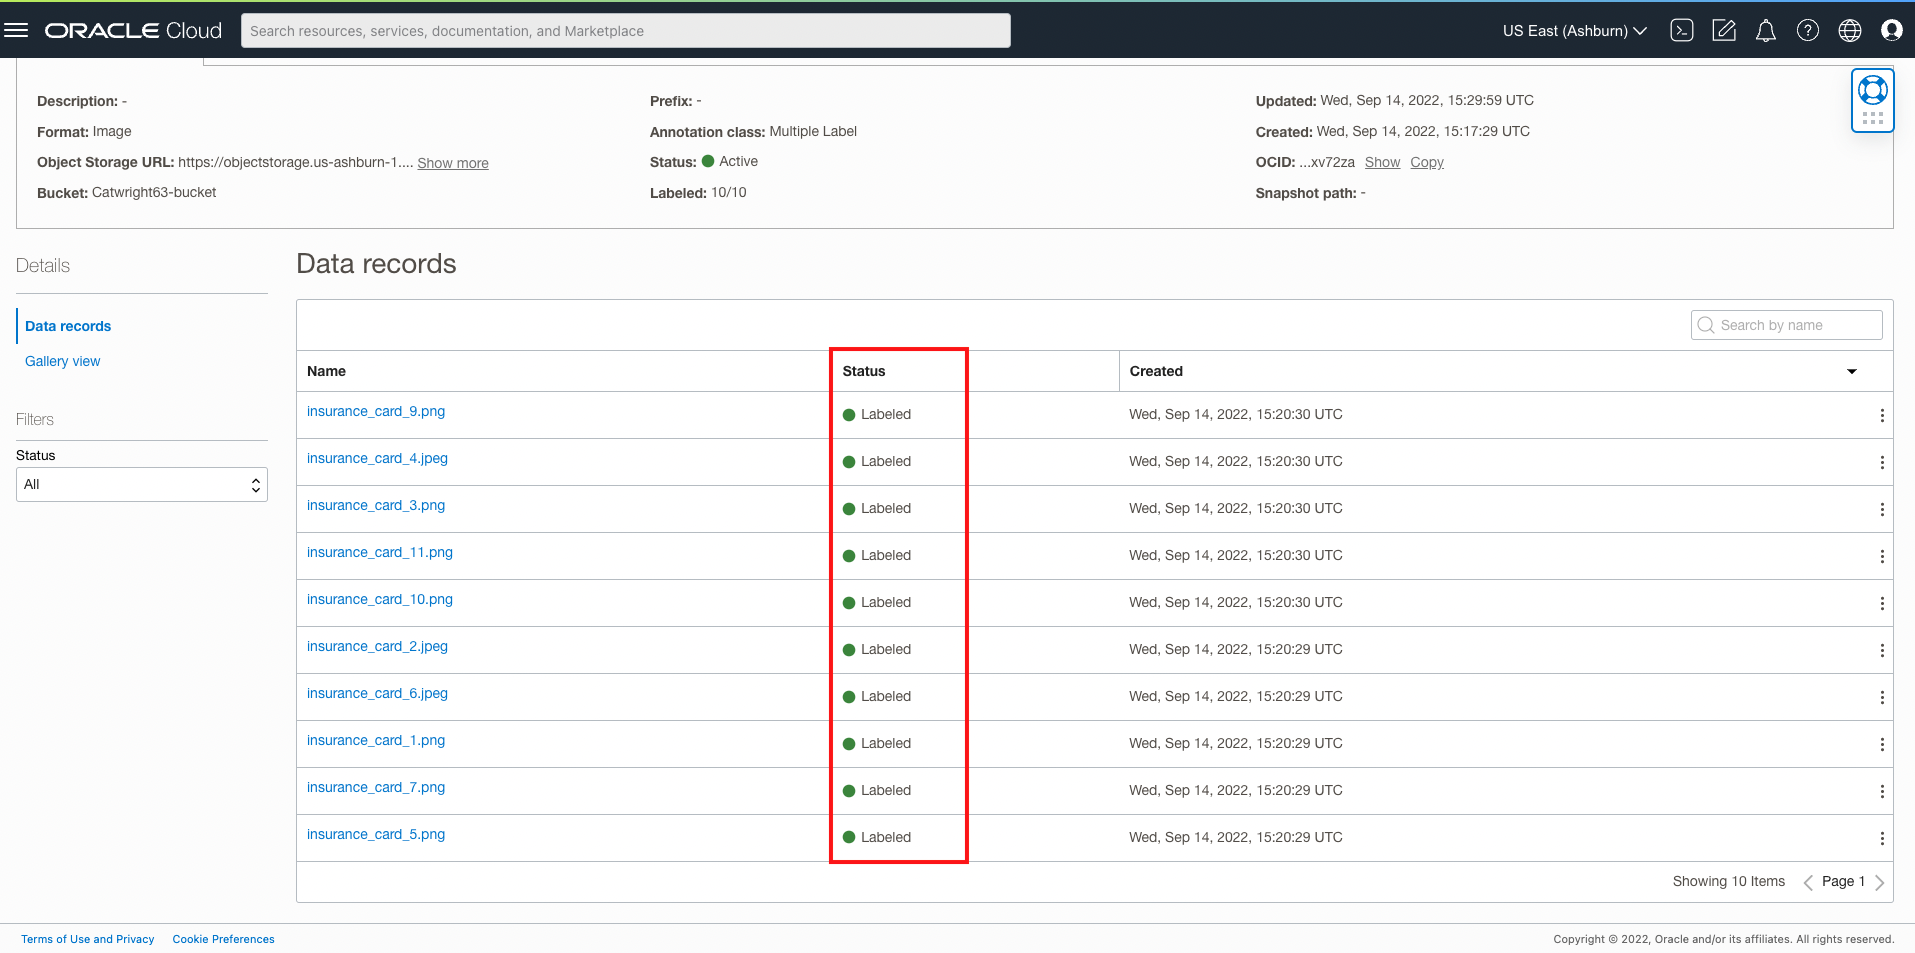 ORACLE Cloud
Search resources, services, documentation, and Marketplace
US East (Ashburn)
Description: -
Prefix: -
Updated: Wed, Sep 14, 2022, 15:29:59 UTC
Format: Image
Annotation class: Multiple Label
Created: Wed, Sep 14, 2022, 15:17:29 UTC
Object Storage URL: https://objectstorage.us-ashburn-1.... Show more
Status: Active
OCID: ...xv72za Show Copy
Bucket: Catwright63-bucket
Labeled: 10/10
Snapshot path: -
Details
Data records
Gallery view
Filters
Status
All
Data records
Search by name
Name Status Created
insurance_card_9.png Labeled Wed, Sep 14, 2022, 15:20:30 UTC
insurance_card_4.jpeg Labeled Wed, Sep 14, 2022, 15:20:30 UTC
insurance_card_3.png Labeled Wed, Sep 14, 2022, 15:20:30 UTC
insurance_card_11.png Labeled Wed, Sep 14, 2022, 15:20:30 UTC
insurance_card_10.png Labeled Wed, Sep 14, 2022, 15:20:30 UTC
insurance_card_2.jpeg Labeled Wed, Sep 14, 2022, 15:20:29 UTC
insurance_card_6.jpeg Labeled Wed, Sep 14, 2022, 15:20:29 UTC
insurance_card_1.png Labeled Wed, Sep 14, 2022, 15:20:29 UTC
insurance_card_7.png Labeled Wed, Sep 14, 2022, 15:20:29 UTC
insurance_card_5.png Labeled Wed, Sep 14, 2022, 15:20:29 UTC
Showing 10 Items Page 1
Terms of Use and Privacy Cookie Preferences
Copyright © 2022, Oracle and/or its affiliates. All rights reserved.